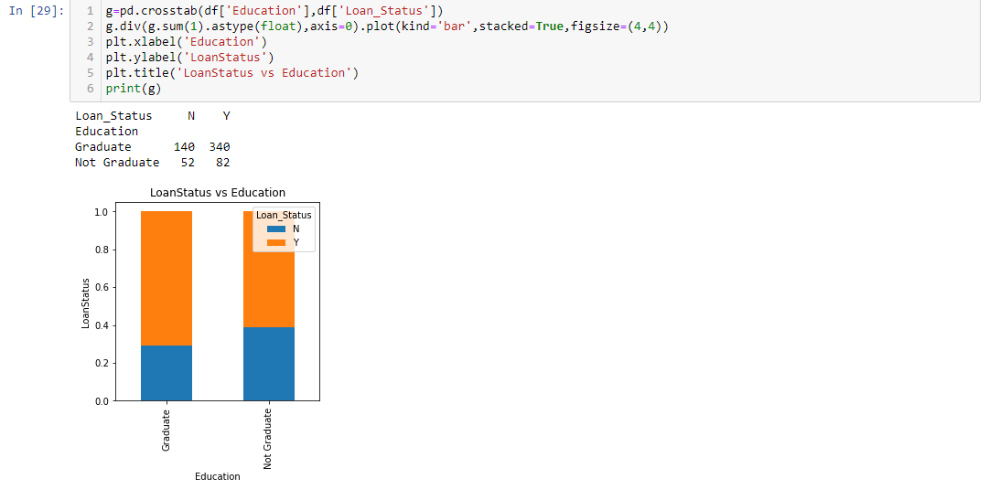 In [29]:
1 g=pd.crosstab(df['Education'],df['Loan_Status'])
2 g.div(g.sum(1).astype(float),axis=0).plot(kind='bar',stacked=True,figsize=(4,4))
3 plt.xlabel('Education')
4 plt.ylabel('LoanStatus')
5 plt.title('LoanStatus vs Education')
6 print(g)
Loan_Status N Y
Education
Graduate 140 340
Not Graduate 52 82
LoanStatus vs Education
Loan_Status
N
Y
1.0
0.8
0.6
0.4
0.2
0.0
LoanStatus
Graduate
Not Graduate
Education